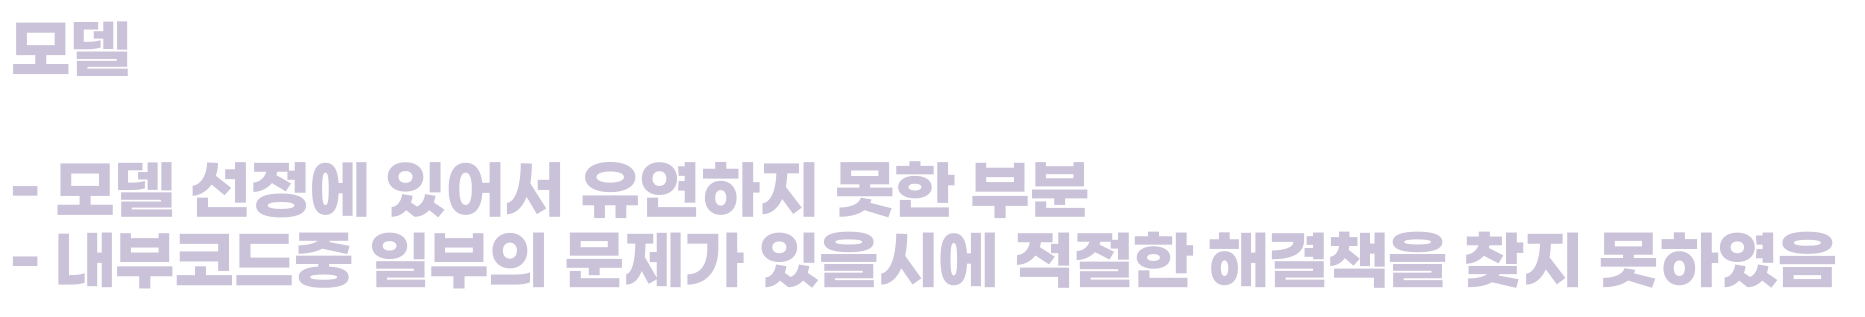 모델
- 모델 선정에 있어서 유연하지 못한 부분
- 내부코드중 일부의 문제가 있을시에 적절한 해결책을 찾지 못하였음